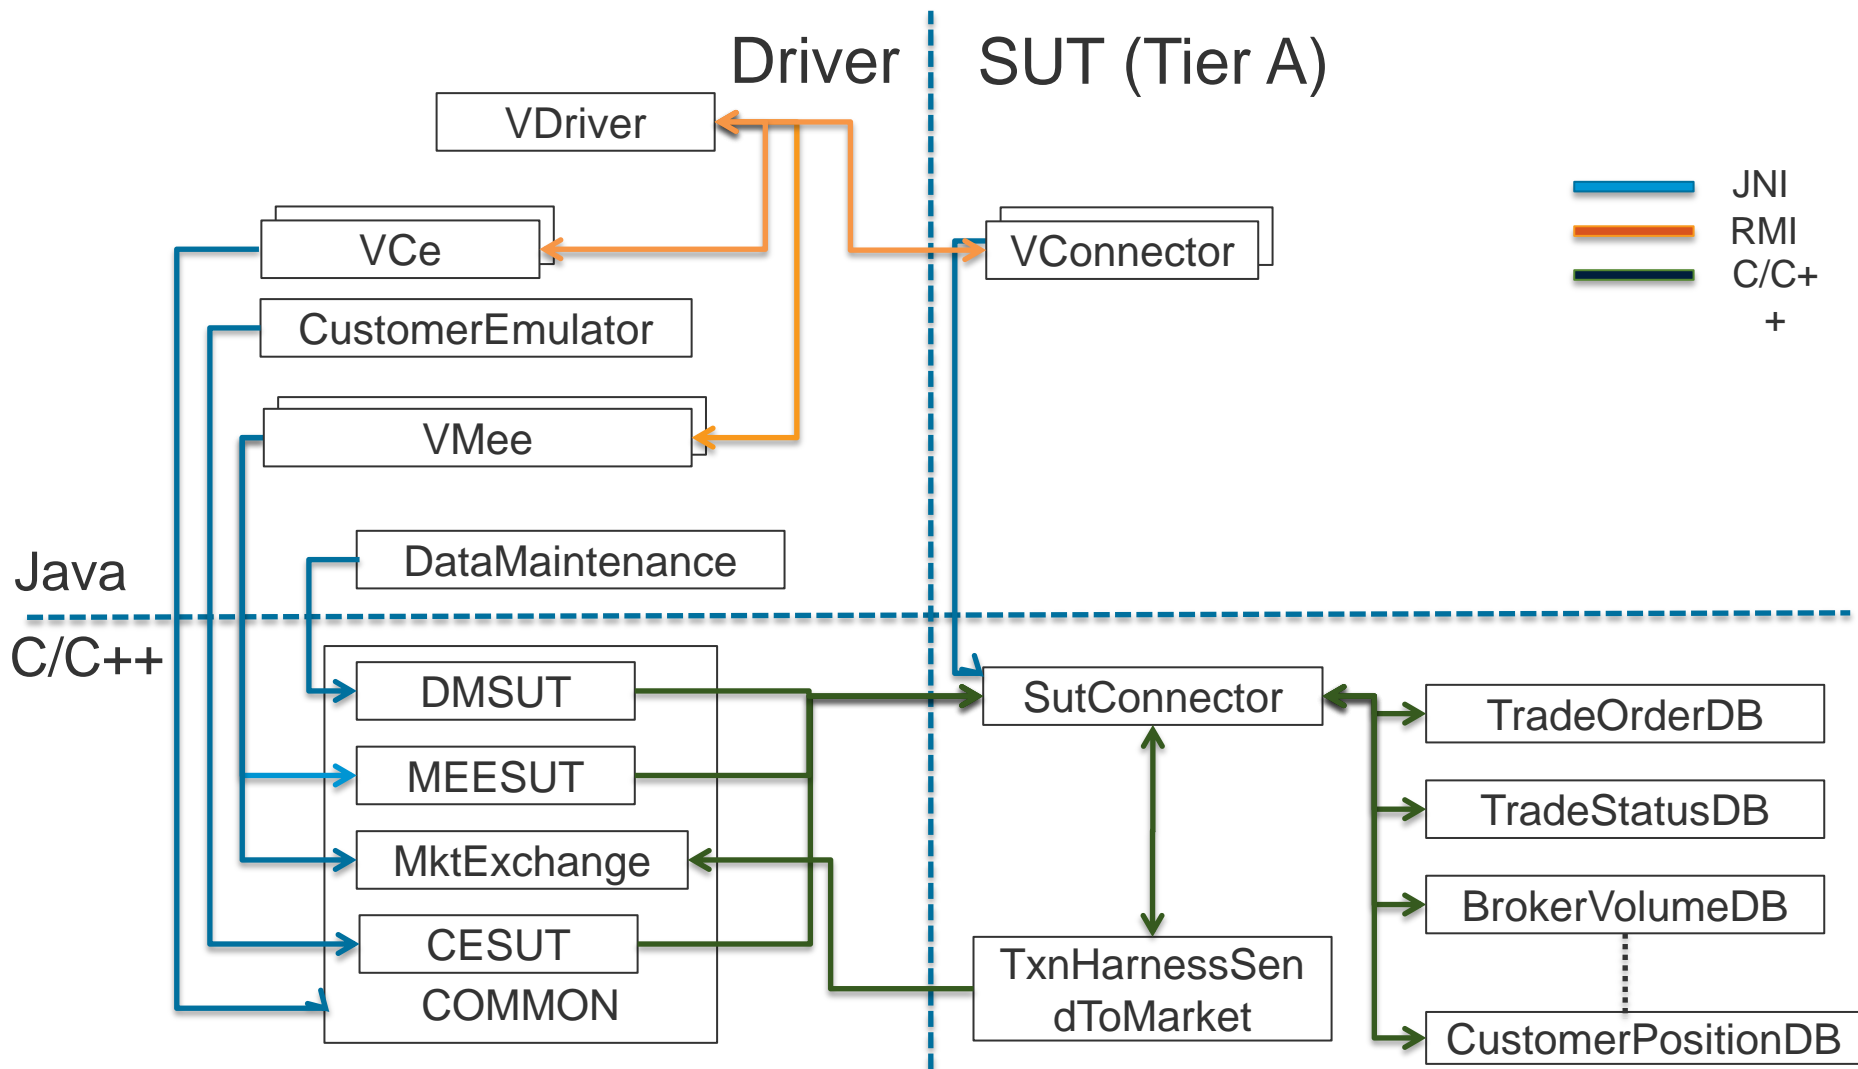 Driver
SUT (Tier A)
VDriver
JNI
RMI
C/C+
+
VCe
VConnector
CustomerEmulator
VMee
DataMaintenance
Java
C/C++
DMSUT
SutConnector
TradeOrderDB
MEESUT
TradeStatusDB
MktExchange
BrokerVolumeDB
CESUT
COMMON
TxnHarnessSen
dToMarket
CustomerPositionDB